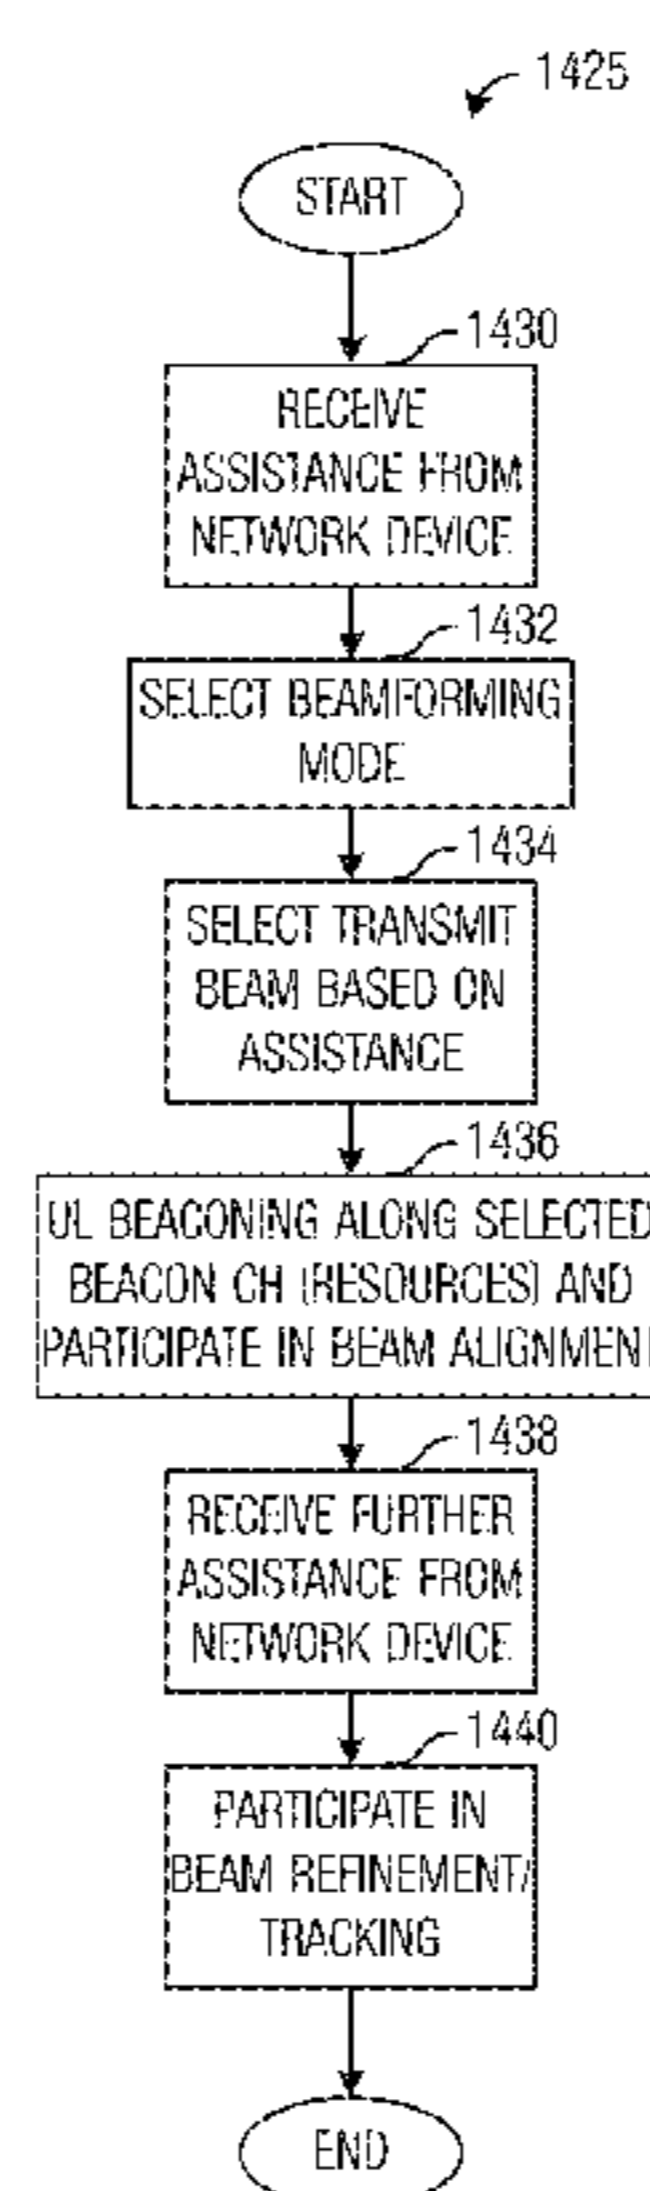 1425
START
1430
RECEIVE
ASSISTANCE FROM
NETWORK DEVICE
1432
SELECT BEAMFORMING
MODE
1434
SELECT TRANSMIT
BEAM BASED ON
ASSISTANCE
1436
UL BEACONING ALONG SELECTED
BEACON CH (RESOURCES) AND
PARTICIPATE IN BEAM ALIGNMENT
1438
RECEIVE FURTHER
ASSISTANCE FROM
NETWORK DEVICE
1440
PARTICIPATE IN
BEAM REFINEMENT/
TRACKING
END